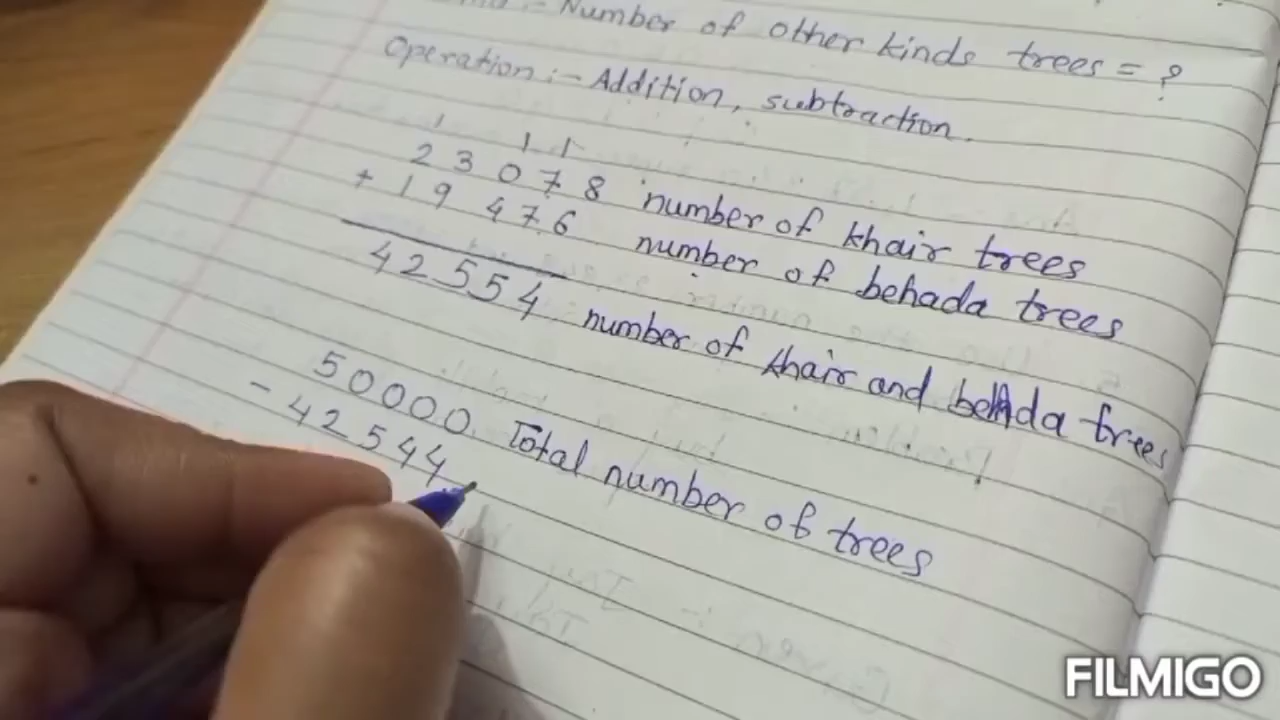 Number of other kinds trees = ?
Operation :- Addition, subtraction.
1 1 1
2 3 0 7 8 number of khair trees
+ 1 9 4 7 6 number of behada trees
4 2 5 5 4 number of khair and behada trees
5 0 0 0 0 Total number of trees
- 4 2 5 4 4
FILMIGO